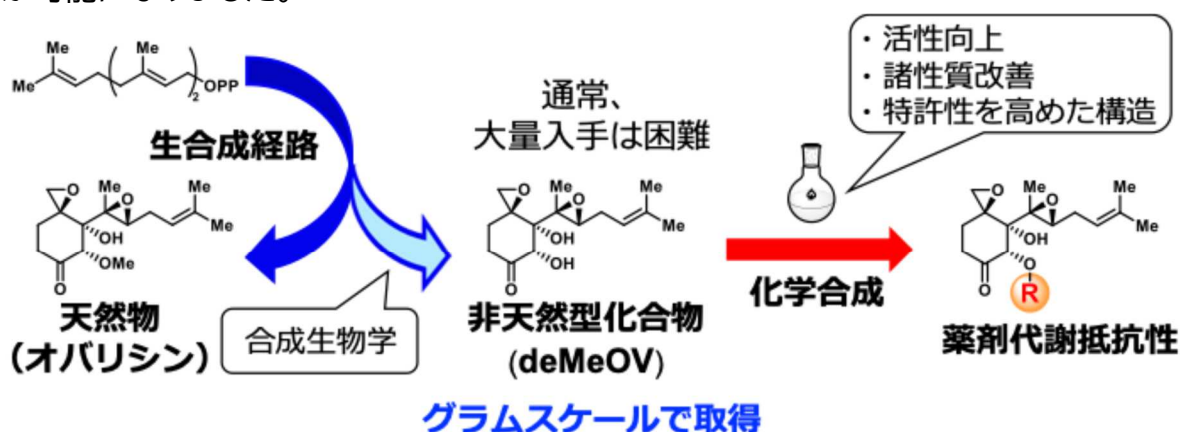 Me
Me
Me
OPP
2
生合成経路
通常、
大量入手は困難
・活性向上
・諸性質改善
・特許性を高めた構造
O
Me
O
Me
Me
OH
OMe
O
天然物
(オバリシン)
合成生物学
O
Me
O
Me
Me
OH
OH
O
非天然型化合物
(deMeOV)
グラムスケールで取得
化学合成
O
Me
O
Me
Me
OH
O
O
R
薬剤代謝抵抗性